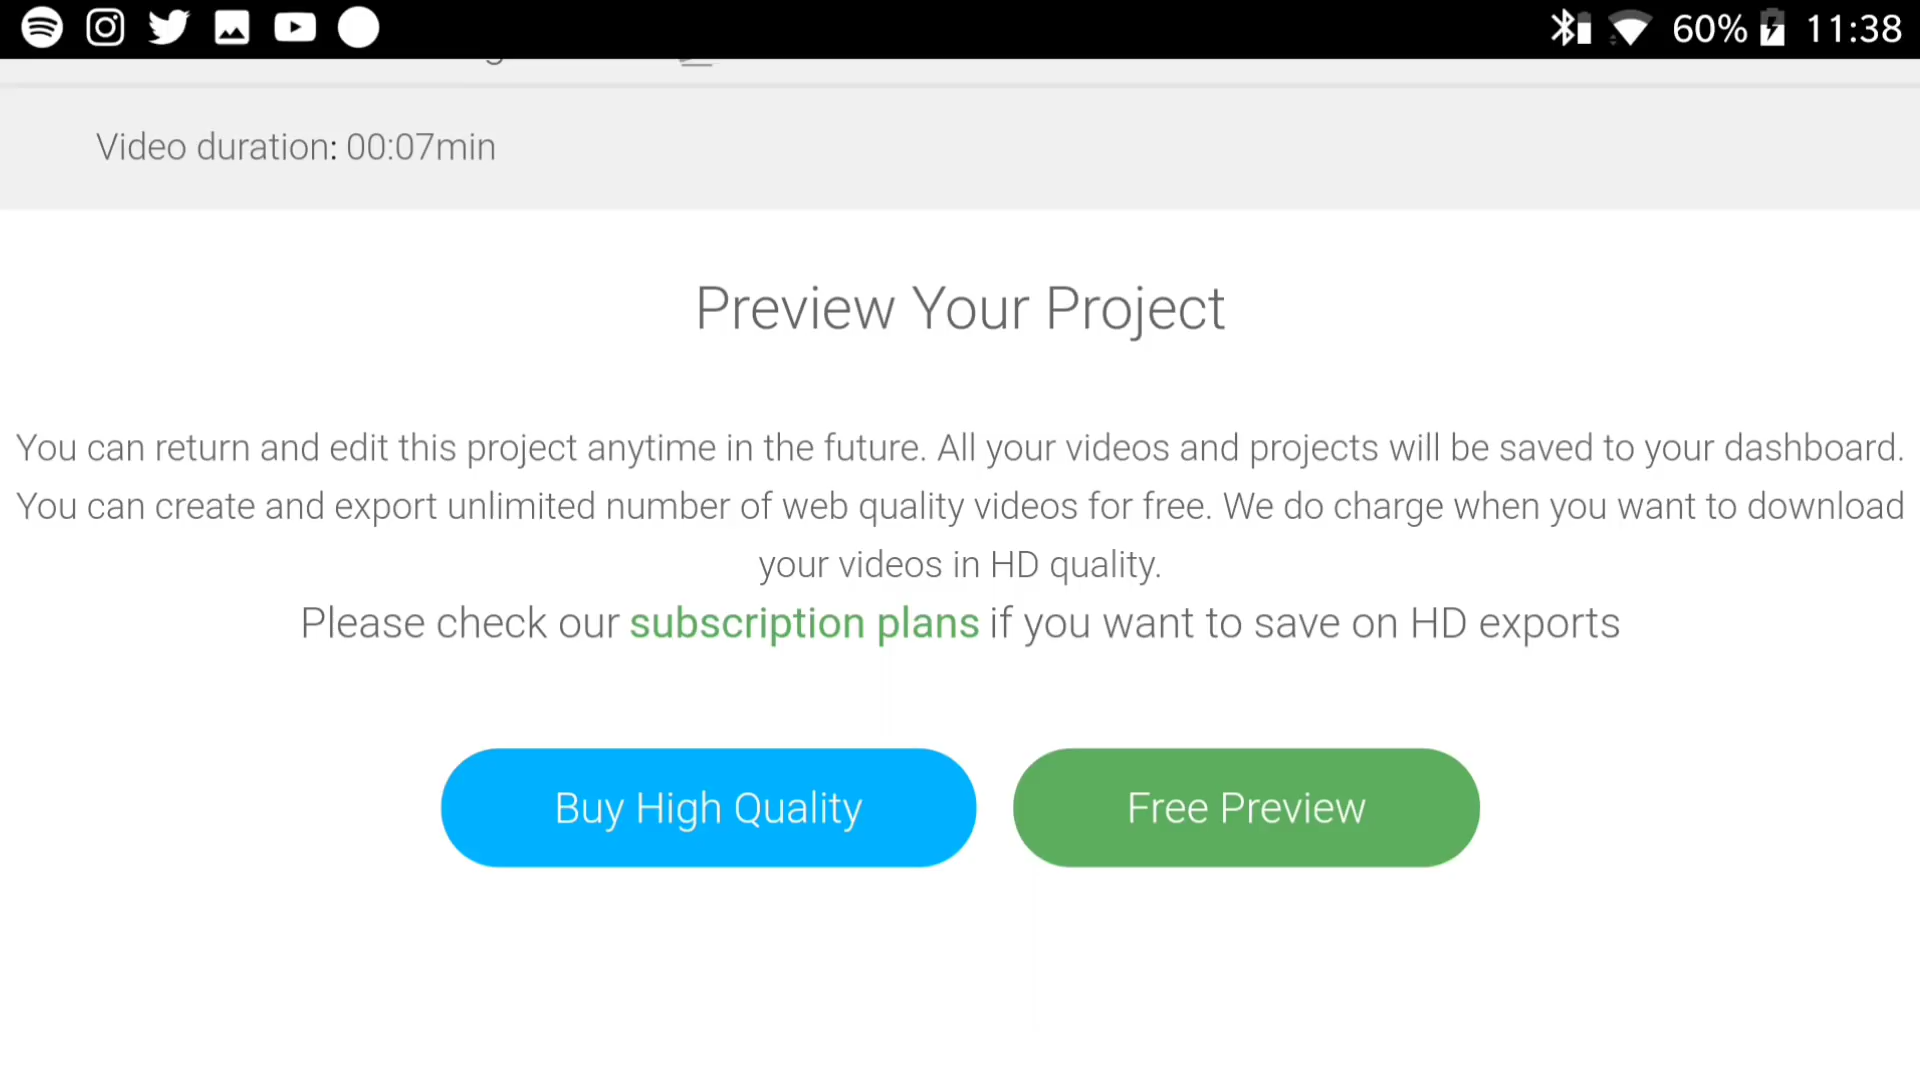 60% 11:38
Video duration: 00:07min
Preview Your Project
You can return and edit this project anytime in the future. All your videos and projects will be saved to your dashboard.
You can create and export unlimited number of web quality videos for free. We do charge when you want to download
your videos in HD quality.
Please check our subscription plans if you want to save on HD exports
Buy High Quality
Free Preview